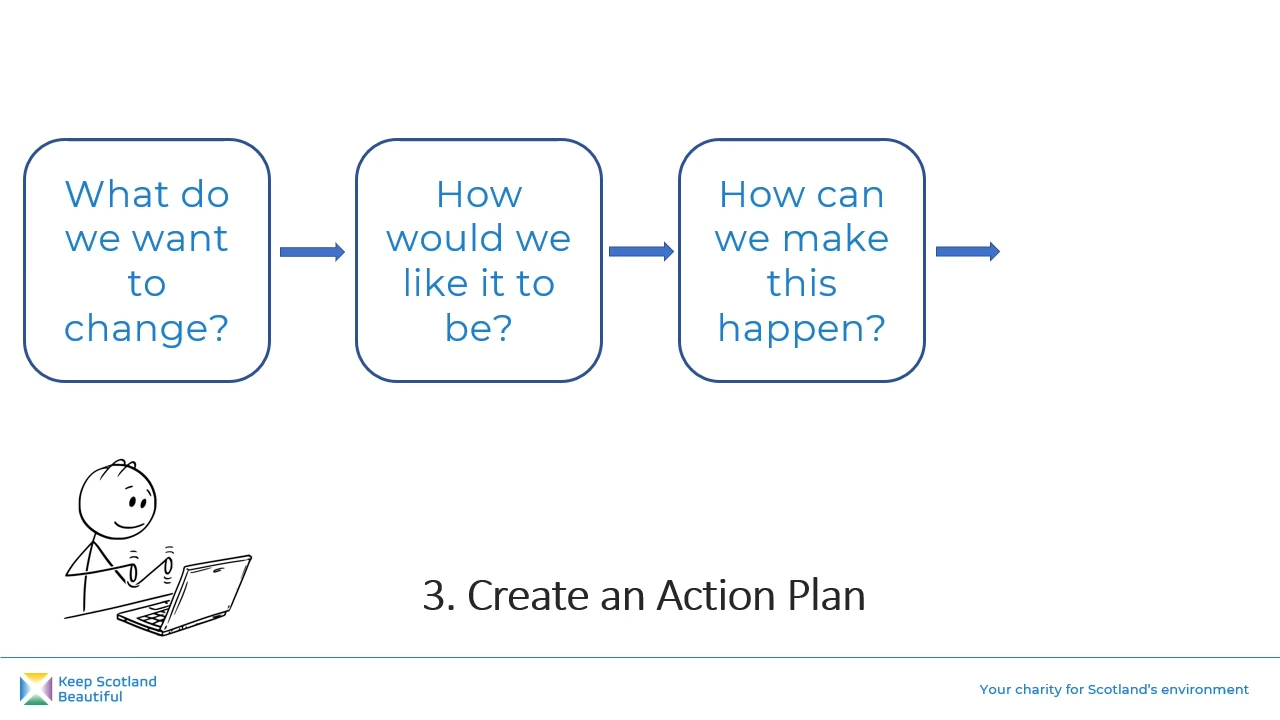 What do
we want
to
change?
How
would we
like it to
be?
How can
we make
this
happen?
3. Create an Action Plan
Keep Scotland
Beautiful
Your charity for Scotland's environment